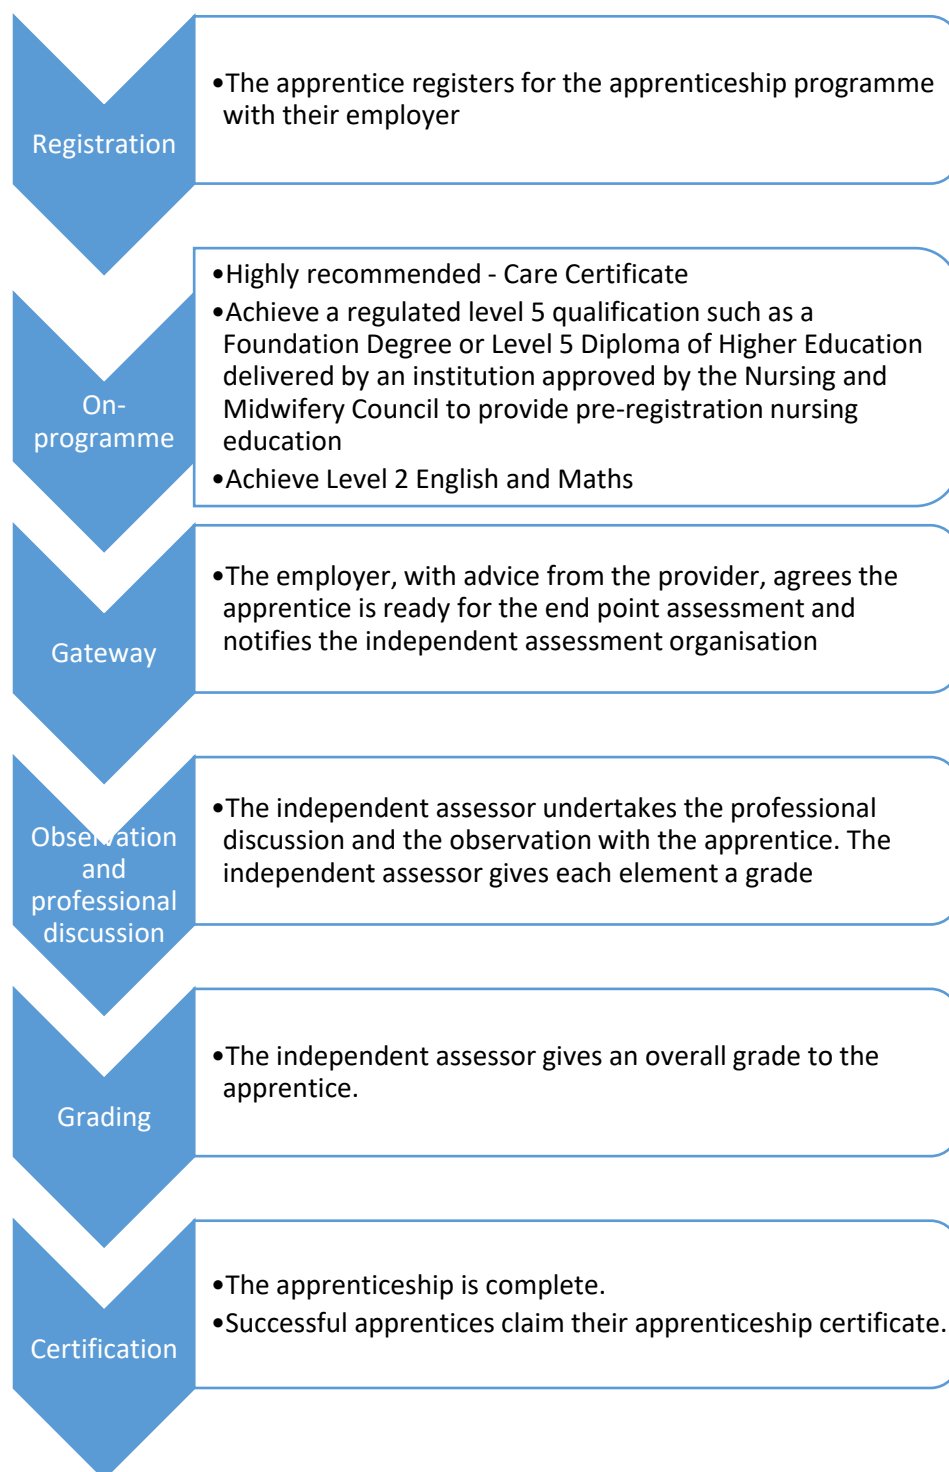 Registration
•The apprentice registers for the apprenticeship programme
with their employer
On-
programme
•Highly recommended - Care Certificate
•Achieve a regulated level 5 qualification such as a
Foundation Degree or Level 5 Diploma of Higher Education
delivered by an institution approved by the Nursing and
Midwifery Council to provide pre-registration nursing
education
•Achieve Level 2 English and Maths
Gateway
•The employer, with advice from the provider, agrees the
apprentice is ready for the end point assessment and
notifies the independent assessment organisation
Observation
and
professional
discussion
•The independent assessor undertakes the professional
discussion and the observation with the apprentice. The
independent assessor gives each element a grade
Grading
•The independent assessor gives an overall grade to the
apprentice.
Certification
•The apprenticeship is complete.
•Successful apprentices claim their apprenticeship certificate.